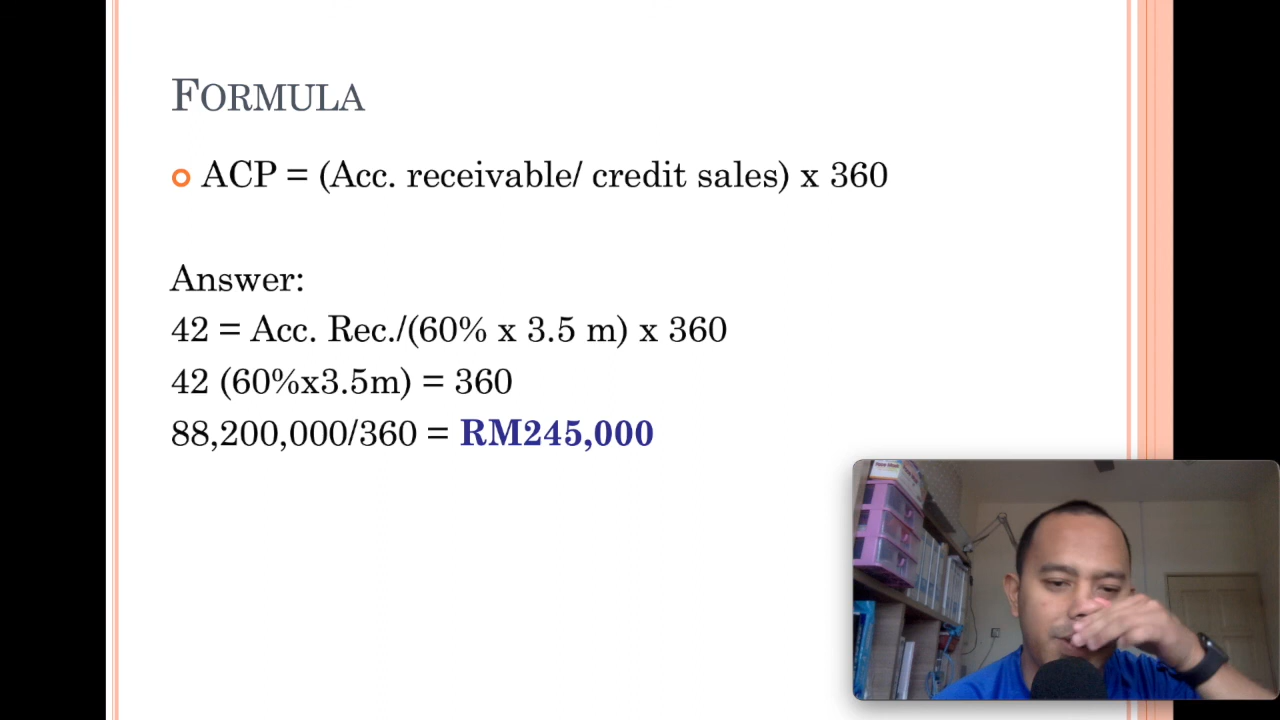 FORMULA
ACP = (Acc. receivable/ credit sales) x 360
Answer:
42 = Acc. Rec./(60% x 3.5 m) x 360
42 (60%x3.5m) = 360
88,200,000/360 = RM245,000